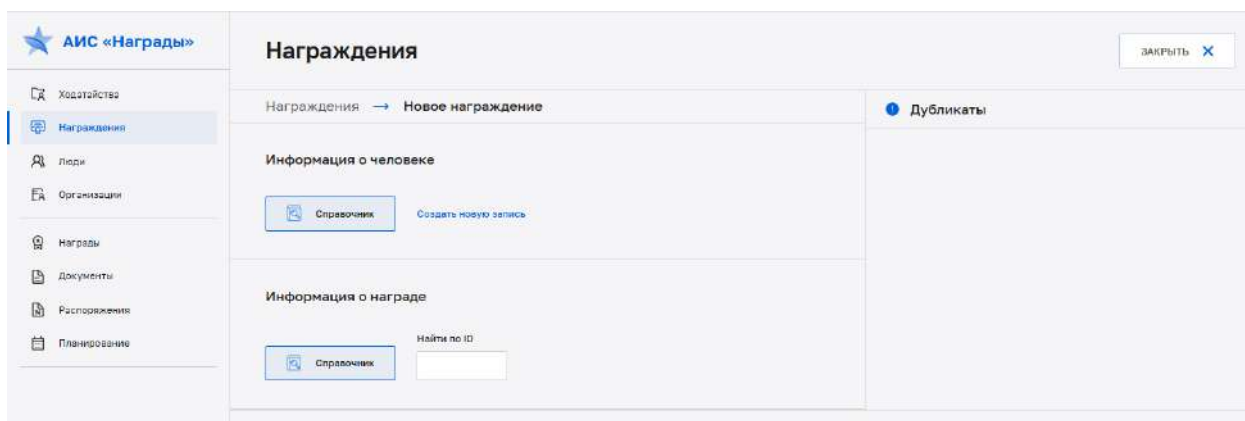 АИС «Награды»
Награждения
ЗАКРЫТЬ
Ходатайства
Награждения
Люди
Организации
Награды
Документы
Распоряжения
Планирование
Награждения → Новое награждение
Дубликаты
Информация о человеке
Справочник
Создать новую запись
Информация о награде
Найти по ID
Справочник